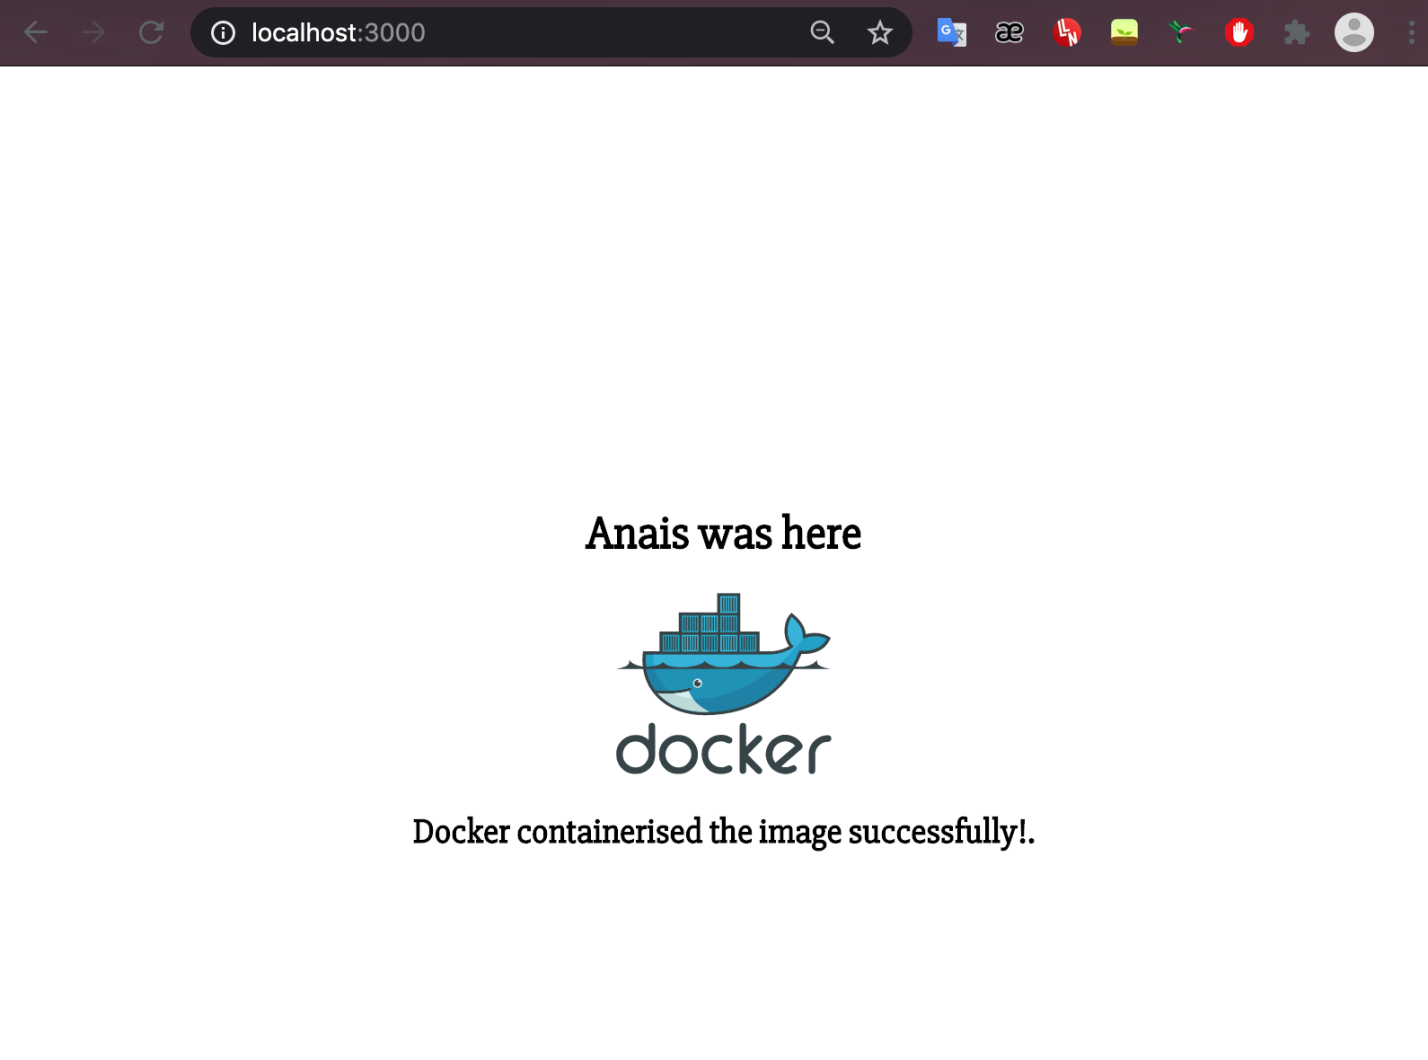 localhost:3000
Anais was here
docker
Docker containerised the image successfully!.